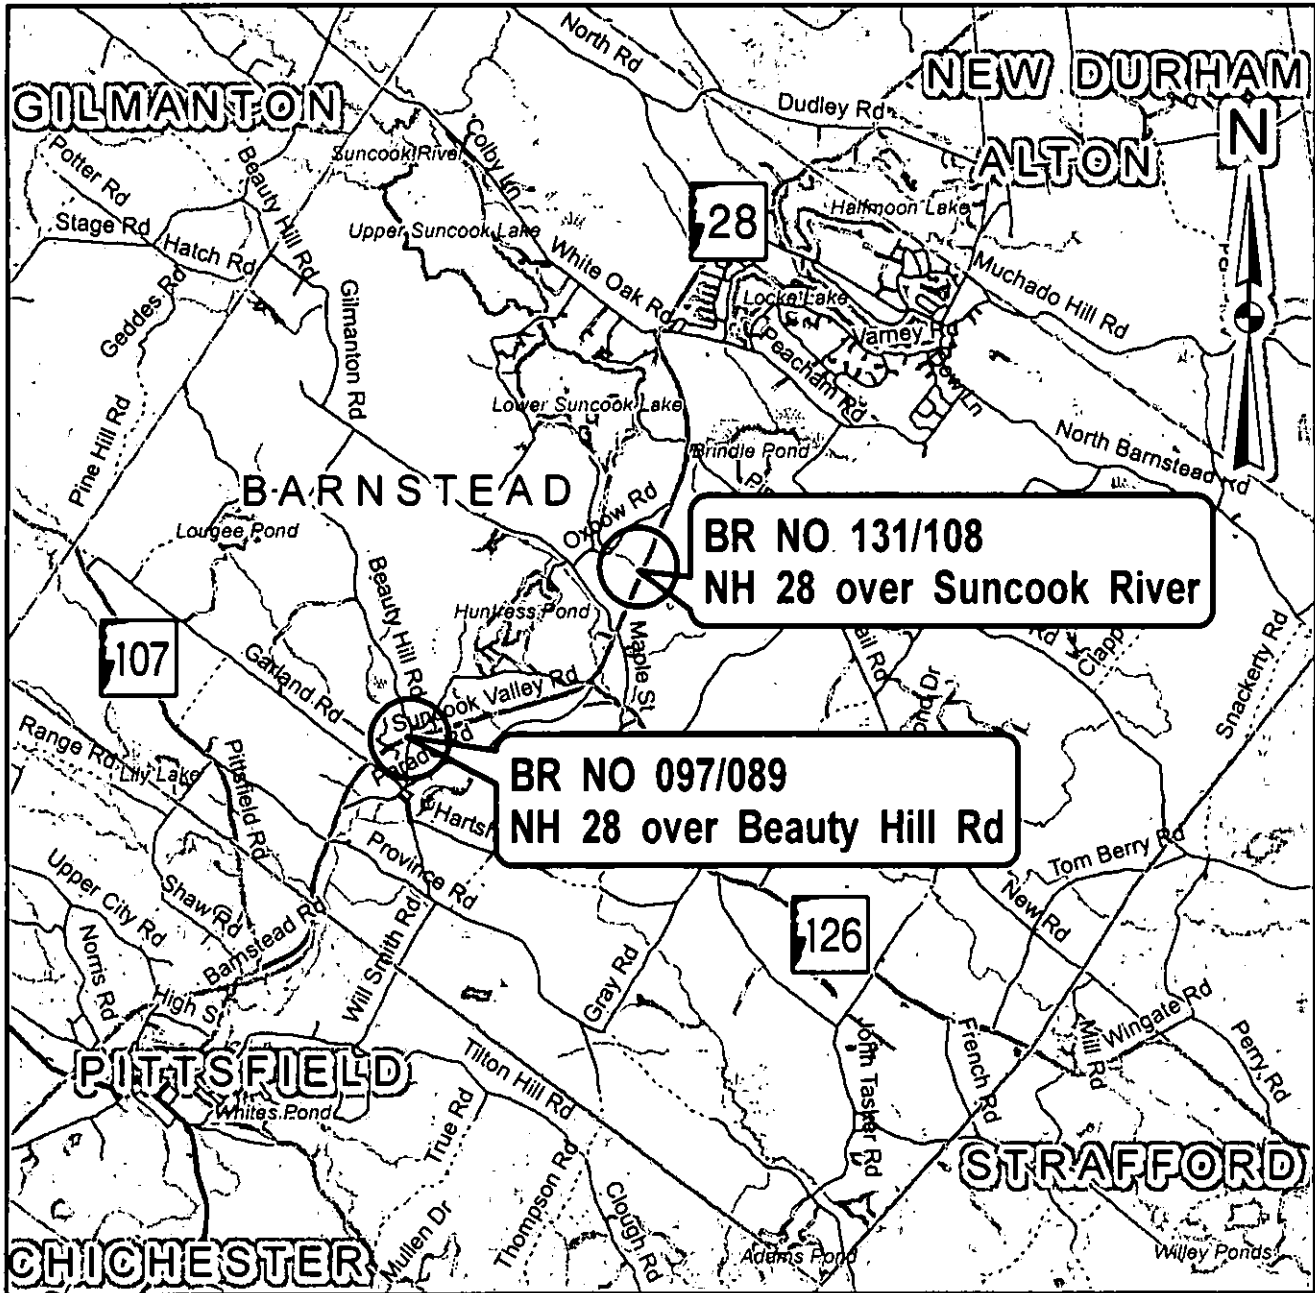 North Rd
NEW DURHAM
GILMANTON
Dudley Rd
N
Potter Rd
Beauty Hill Rd
Suncook River
Colby Ln
ALTON
28
Halfmoon Lake
Stage Rd
Hatch Rd
Upper Suncook Lake
White Oak Rd
Muchado Hill Rd
Geddes Rd
Gilmanton Rd
Locke Lake
Varney Rd
Peacham Rd
Dow Ln
Lower Suncook Lake
Pine Hill Rd
Brindle Pond
North Barnstead Rd
BARNSTEAD
Oxbow Rd
Lougee Pond
BR NO 131/108
NH 28 over Suncook River
Beauty Hill Rd
Huntress Pond
Maple St
Rd
107
Garland Rd
Suncook Valley Rd
Snackerty Rd
Range Rd
Lily Lake
Pittsfield Rd
BR NO 097/089
NH 28 over Beauty Hill Rd
Province Rd
Tom Berry Rd
Upper City Rd
Shaw Rd
New Rd
Norris Rd
Barnstead Rd
Will Smith Rd
126
High S
Gray Rd
John Tasker Rd
French Rd
Mill Rd
Wingate Rd
Perry Rd
PITTSFIELD
Whites Pond
Tilton Hill Rd
True Rd
STRAFFORD
Thompson Rd
Clough Rd
Mullen Dr
CHICHESTER
Adams Pond
Willey Ponds